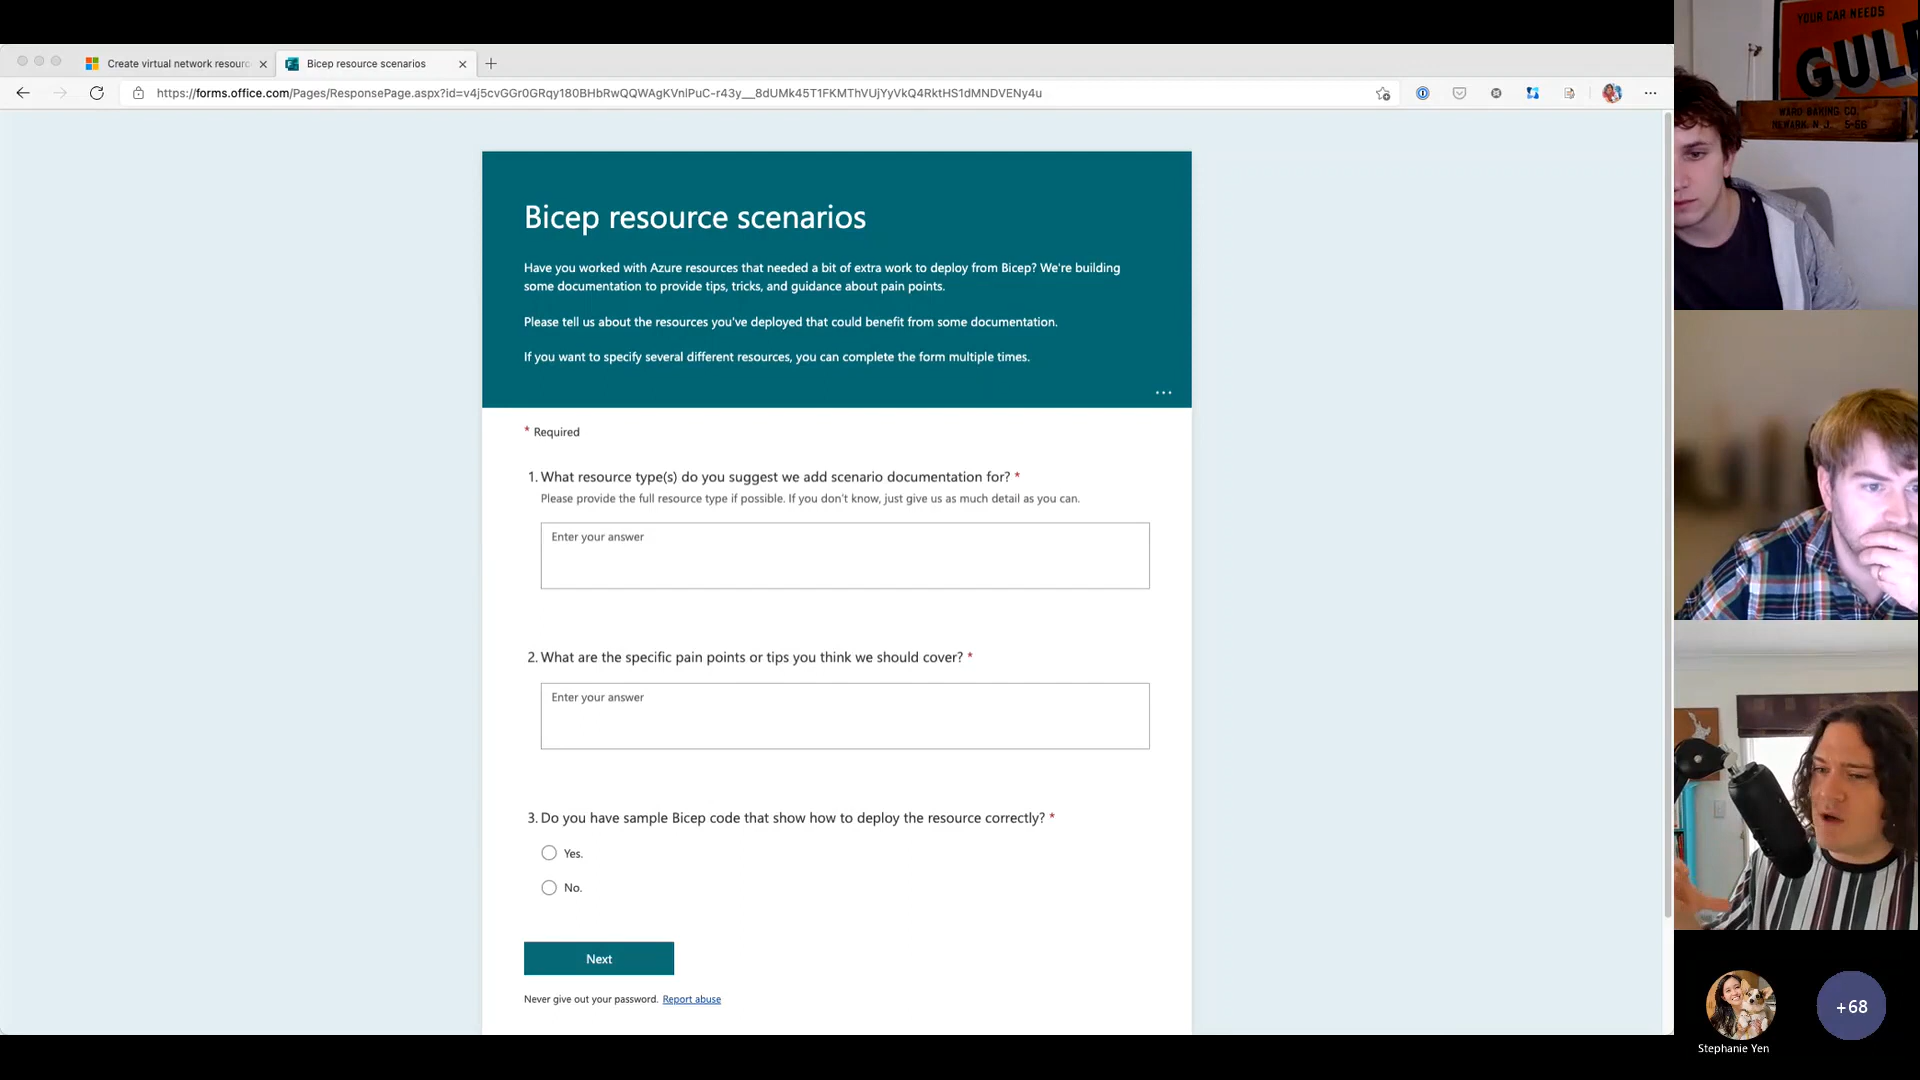 Create virtual network resourc
Bicep resource scenarios
https://forms.office.com/Pages/ResponsePage.aspx?id=v4j5cvGGr0GRqy180BHbRwQQWAgKVnlPuC-r43y__8dUMk45T1FKMThVUjYyVkQ4RktHS1dMNDVENy4u
Bicep resource scenarios
Have you worked with Azure resources that needed a bit of extra work to deploy from Bicep? We're building
some documentation to provide tips, tricks, and guidance about pain points.
Please tell us about the resources you've deployed that could benefit from some documentation.
If you want to specify several different resources, you can complete the form multiple times.
...
* Required
1. What resource type(s) do you suggest we add scenario documentation for? *
Please provide the full resource type if possible. If you don't know, just give us as much detail as you can.
Enter your answer
2. What are the specific pain points or tips you think we should cover? *
Enter your answer
3. Do you have sample Bicep code that show how to deploy the resource correctly? *
Yes.
No.
Next
Never give out your password. Report abuse
YOUR CAR NEEDS
GULF
WARD BAKING CO.
NEWARK, N. J. 5-56
+68
Stephanie Yen